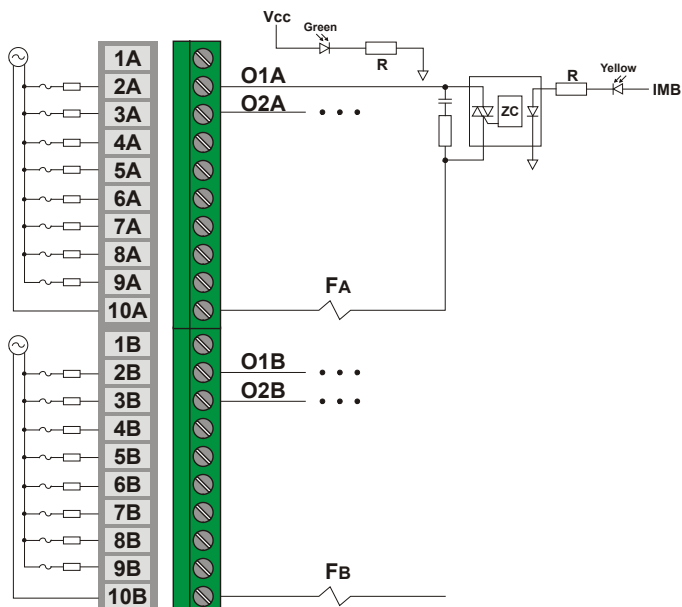 Vcc
Green
R
1A
2A O1A
3A O2A • • •
4A
5A
6A
7A
8A
9A
10A FA
R Yellow
ZC IMB
1B
2B O1B • • •
3B O2B • • •
4B
5B
6B
7B
8B
9B
10B FB